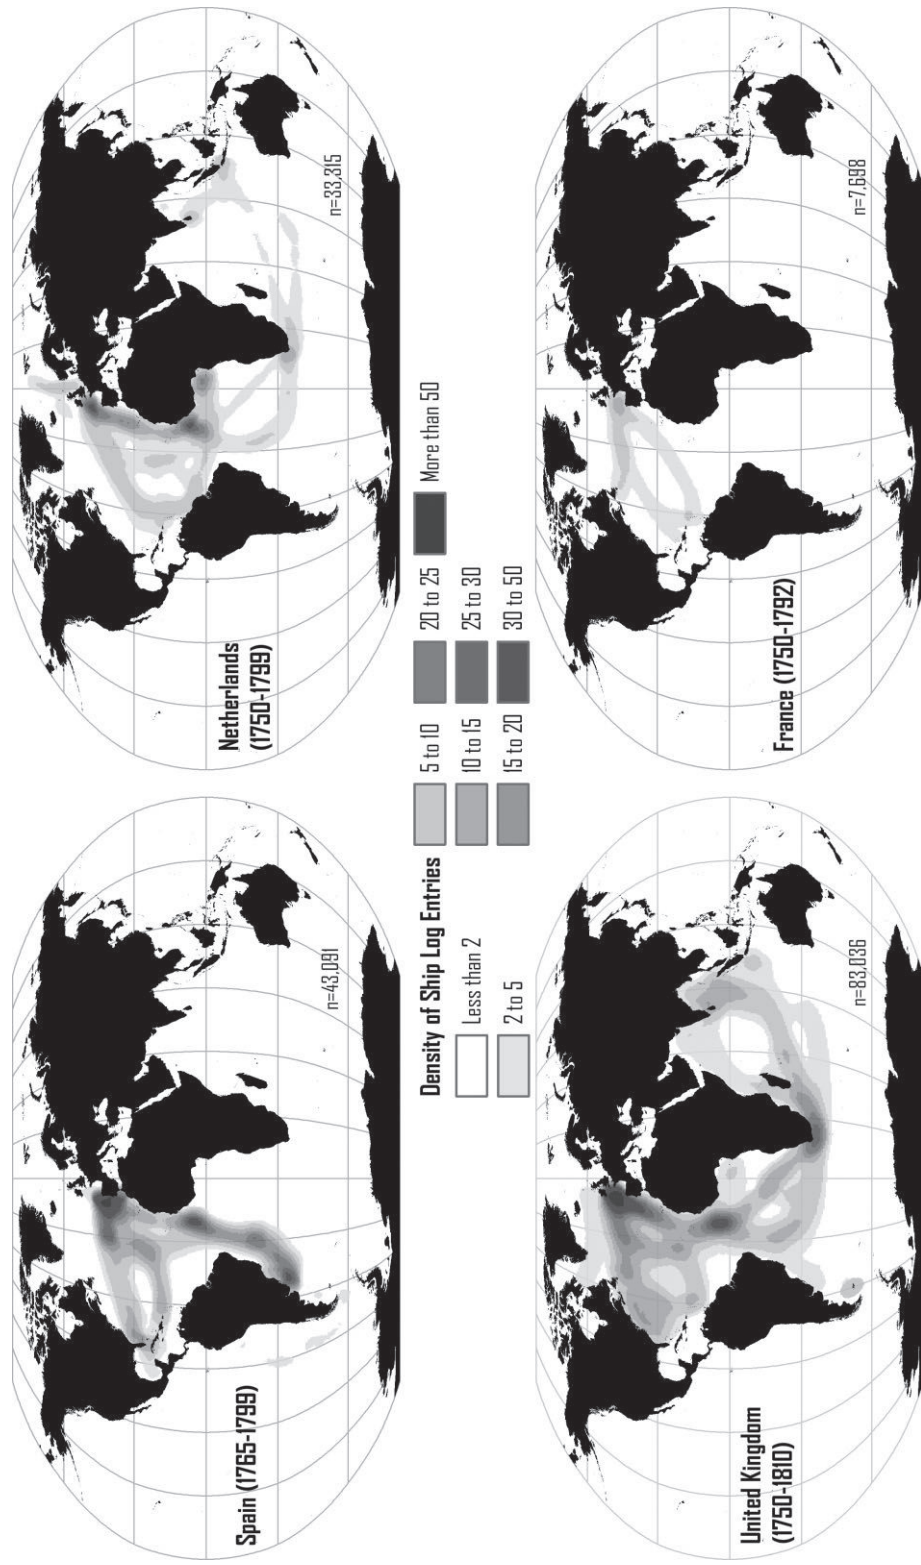 Spain (1765-1799)
n=43,091
Netherlands
(1750-1799)
n=33,315
Density of Ship Log Entries
Less than 2
2 to 5
5 to 10
10 to 15
15 to 20
20 to 25
25 to 30
30 to 50
More than 50
United Kingdom
(1750-1810)
n=83,036
France (1750-1792)
n=7,698